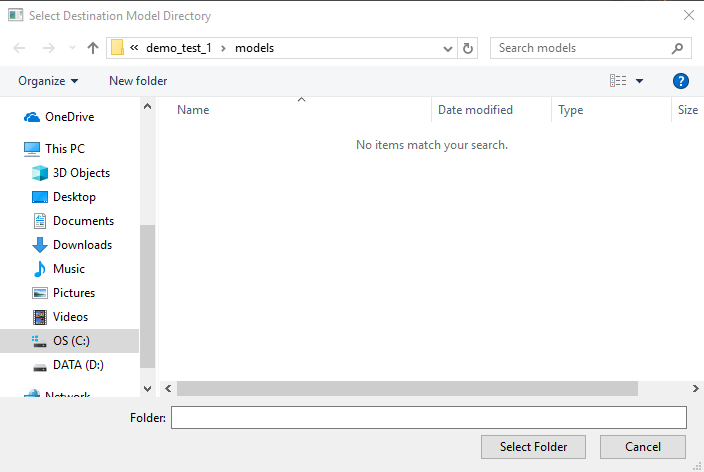 Select Destination Model Directory
« demo_test_1 > models
Search models
Organize
New folder
?
Name
Date modified
Type
Size
No items match your search.
OneDrive
This PC
3D Objects
Desktop
Documents
Downloads
Music
Pictures
Videos
OS (C:)
DATA (D:)
Network
Folder:
Select Folder
Cancel